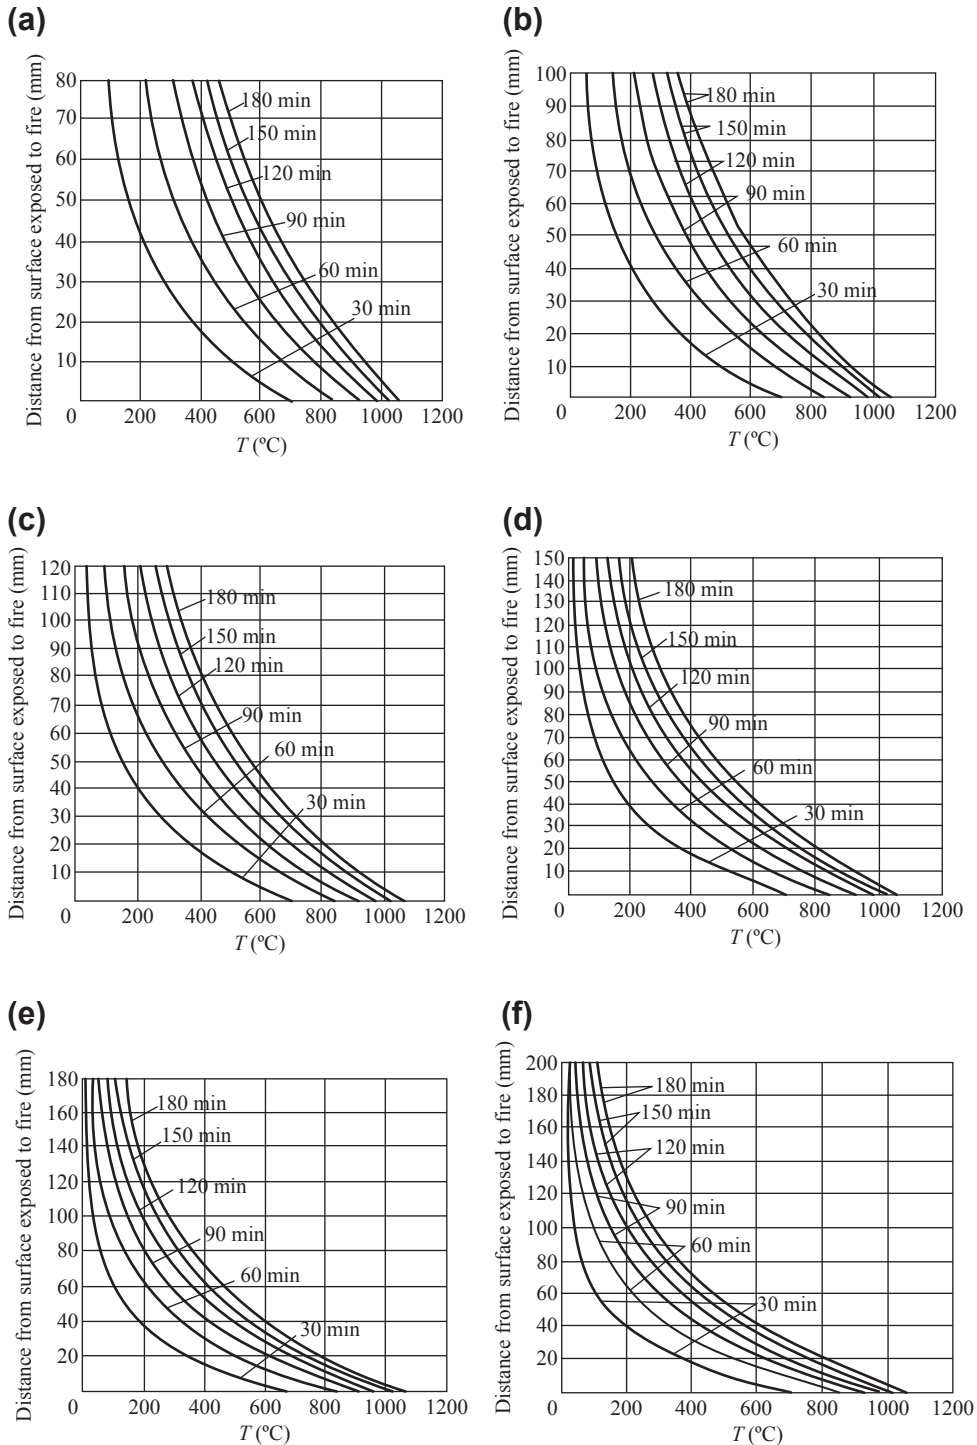 (a)
Distance from surface exposed to fire (mm)
80
70
60
50
40
30
20
10
180 min
150 min
120 min
90 min
60 min
30 min
0 200 400 600 800 1000 1200
T (ºC)
(b)
Distance from surface exposed to fire (mm)
100
90
80
70
60
50
40
30
20
10
180 min
150 min
120 min
90 min
60 min
30 min
0 200 400 600 800 1000 1200
T (ºC)
(c)
Distance from surface exposed to fire (mm)
120
110
100
90
80
70
60
50
40
30
20
10
180 min
150 min
120 min
90 min
60 min
30 min
0 200 400 600 800 1000 1200
T (ºC)
(d)
Distance from surface exposed to fire (mm)
150
140
130
120
110
100
90
80
70
60
50
40
30
20
10
180 min
150 min
120 min
90 min
60 min
30 min
0 200 400 600 800 1000 1200
T (ºC)
(e)
Distance from surface exposed to fire (mm)
180
160
140
120
100
80
60
40
20
180 min
150 min
120 min
90 min
60 min
30 min
0 200 400 600 800 1000 1200
T (ºC)
(f)
Distance from surface exposed to fire (mm)
200
180
160
140
120
100
80
60
40
20
180 min
150 min
120 min
90 min
60 min
30 min
0 200 400 600 800 1000 1200
T (ºC)